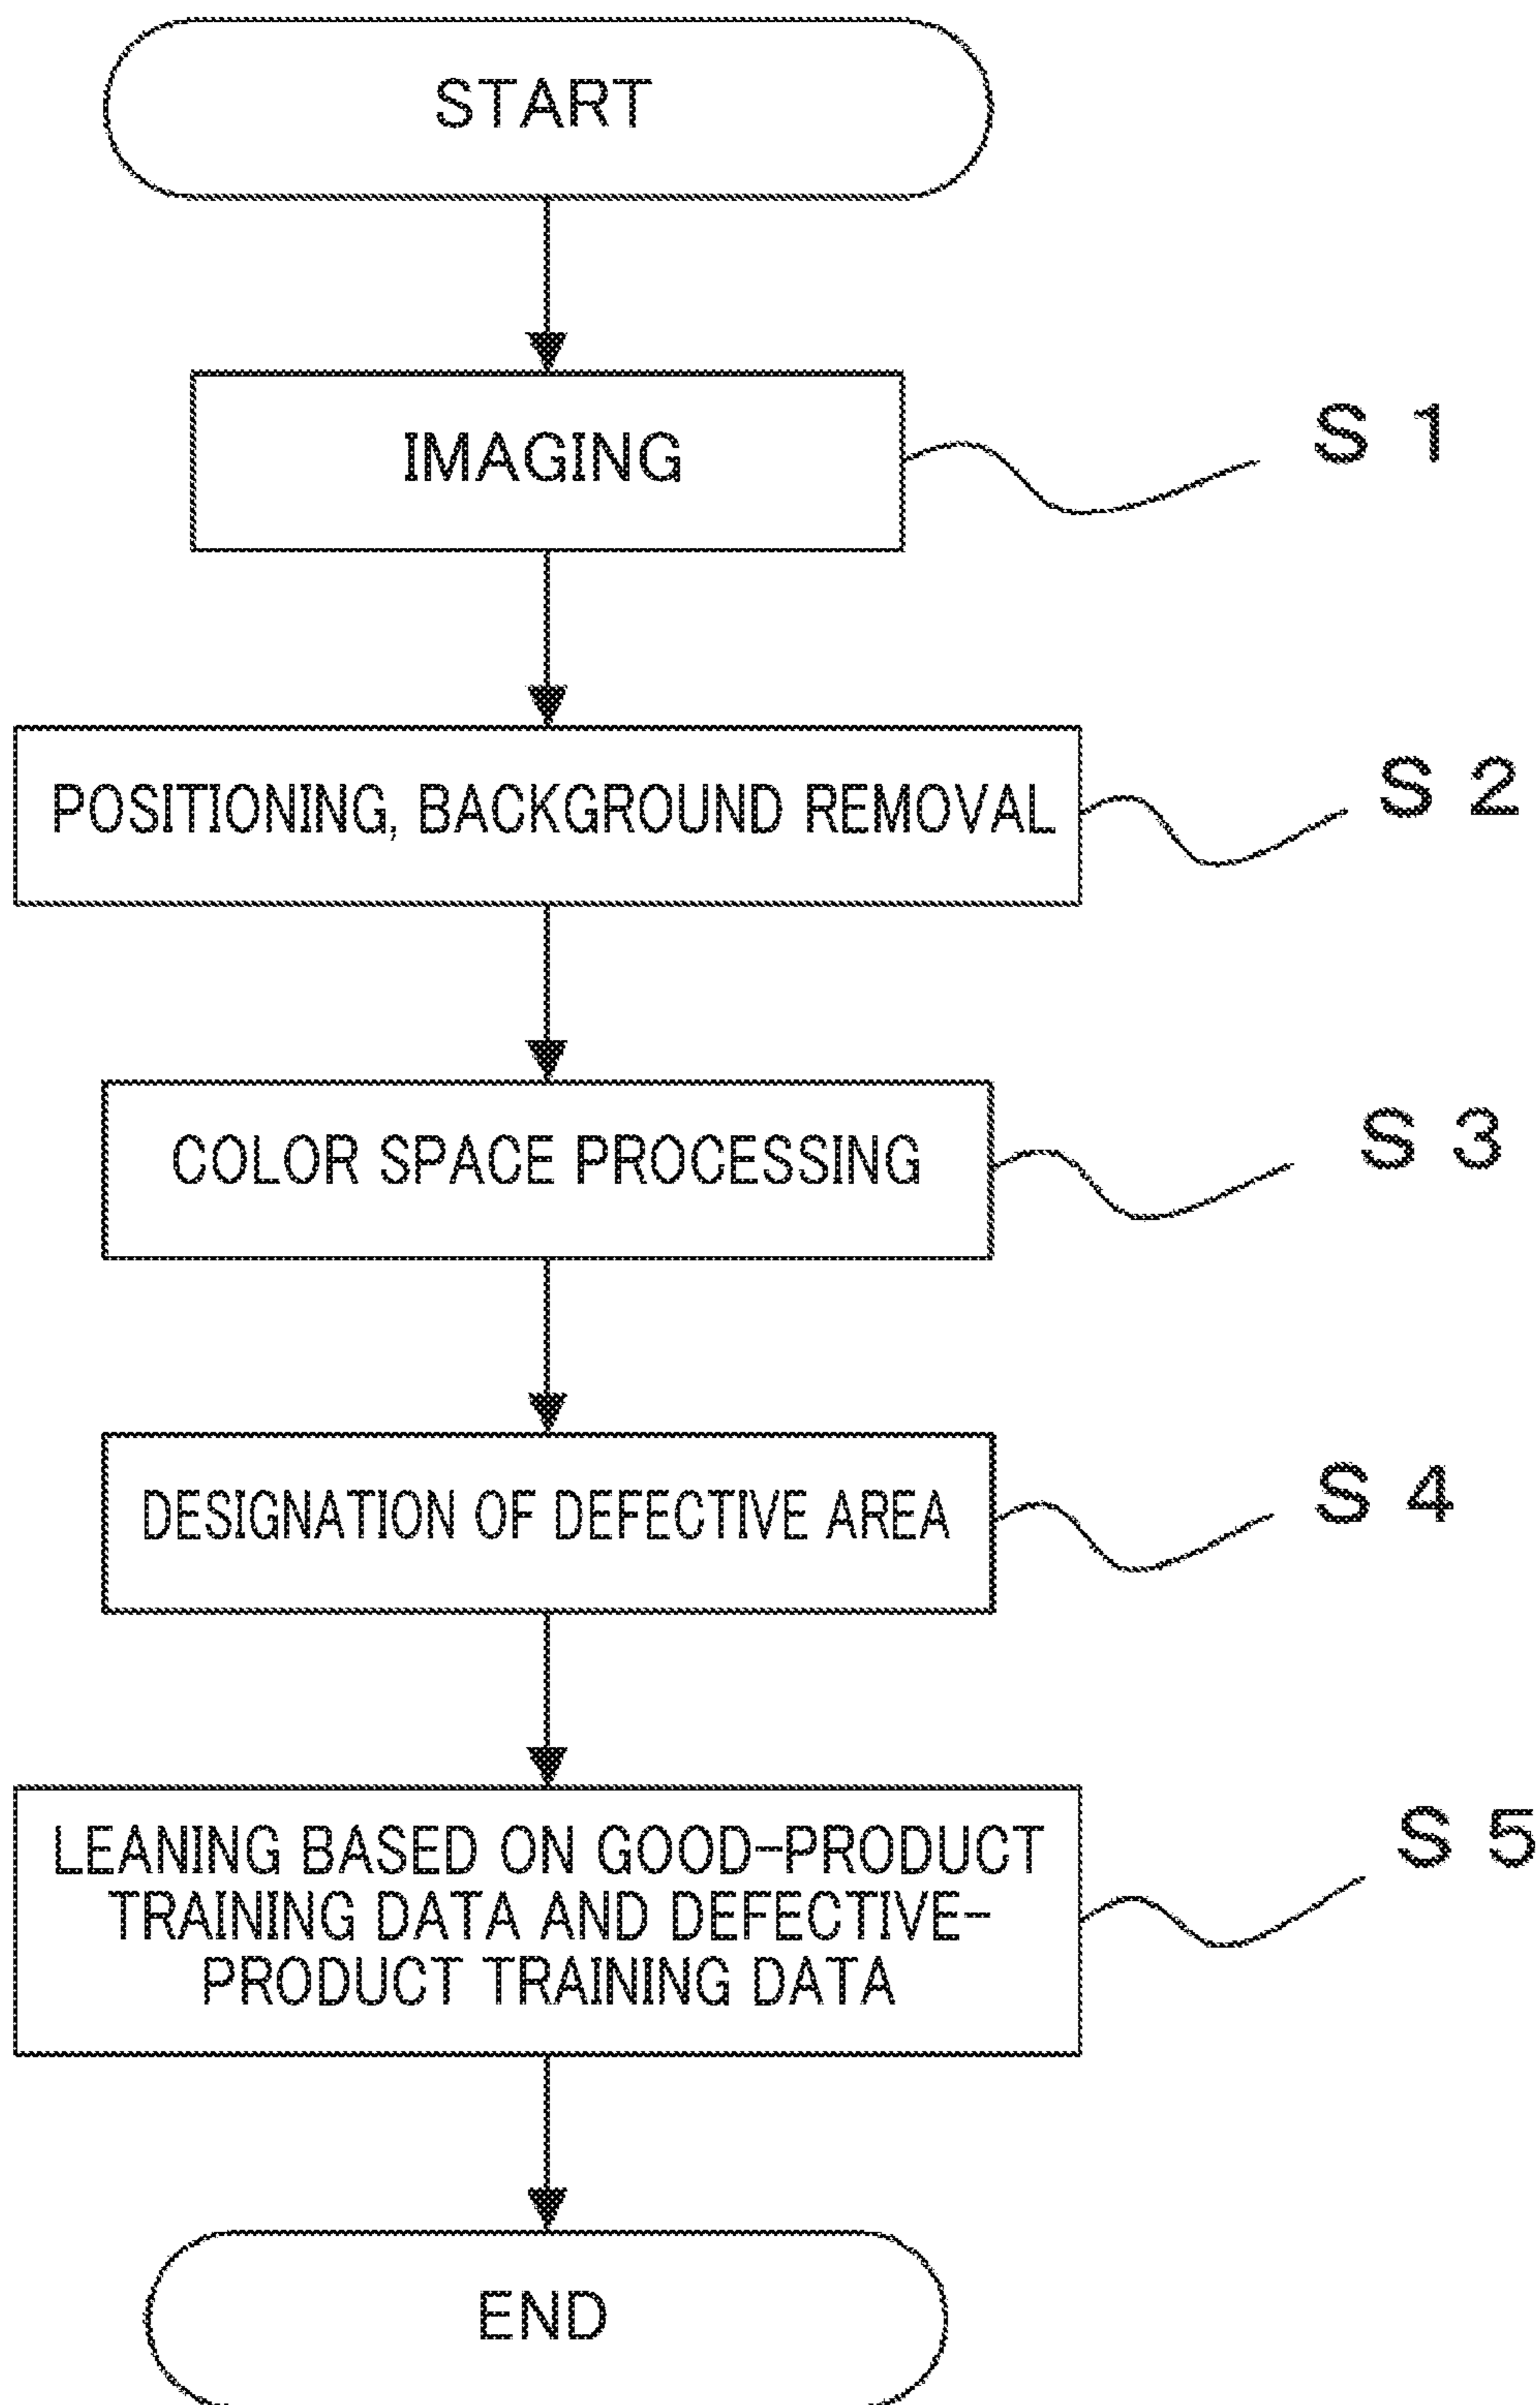 START
IMAGING
S 1
POSITIONING, BACKGROUND REMOVAL
S 2
COLOR SPACE PROCESSING
S 3
DESIGNATION OF DEFECTIVE AREA
S 4
LEANING BASED ON GOOD-PRODUCT
TRAINING DATA AND DEFECTIVE-
PRODUCT TRAINING DATA
S 5
END